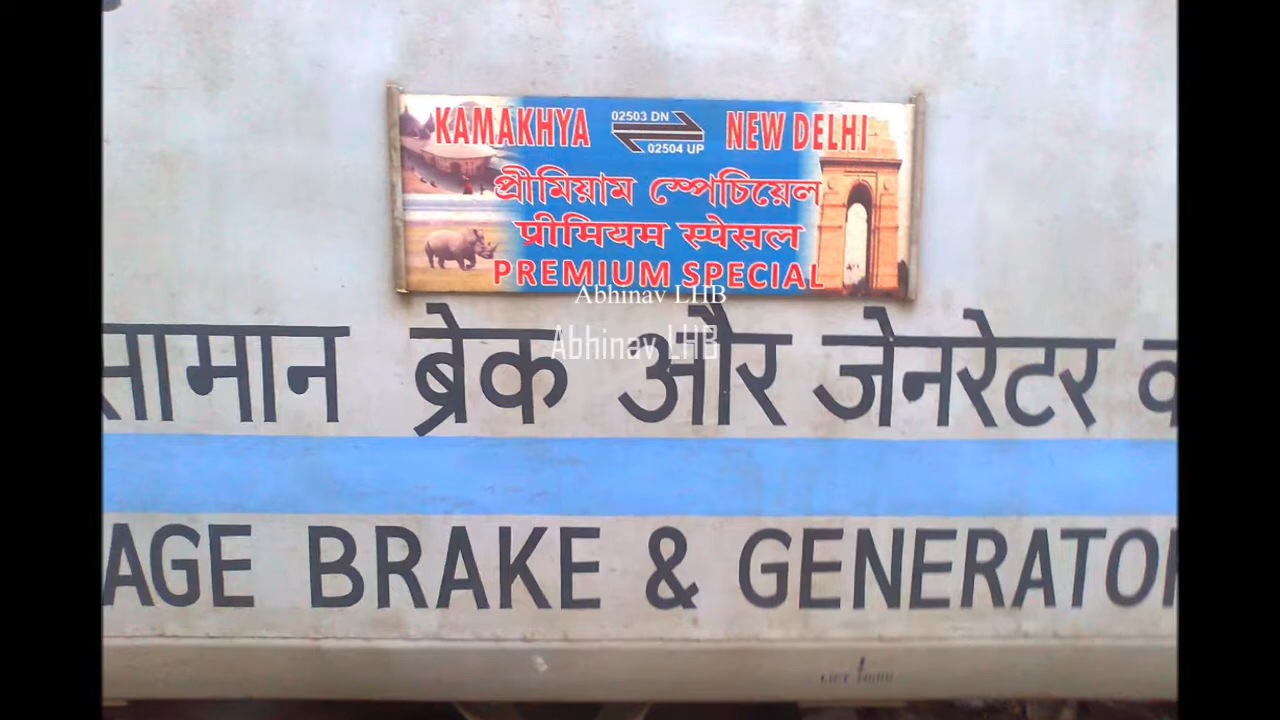 KAMAKHYA 02503 DN NEW DELHI
02504 UP
প্ৰীমিয়াম স্পেচিয়েল
प्रीमियम स्पेसल
PREMIUM SPECIAL
Abhinav LHB
Abhinav LHB
सामान ब्रेक और जेनरेटर
AGE BRAKE & GENERATOR